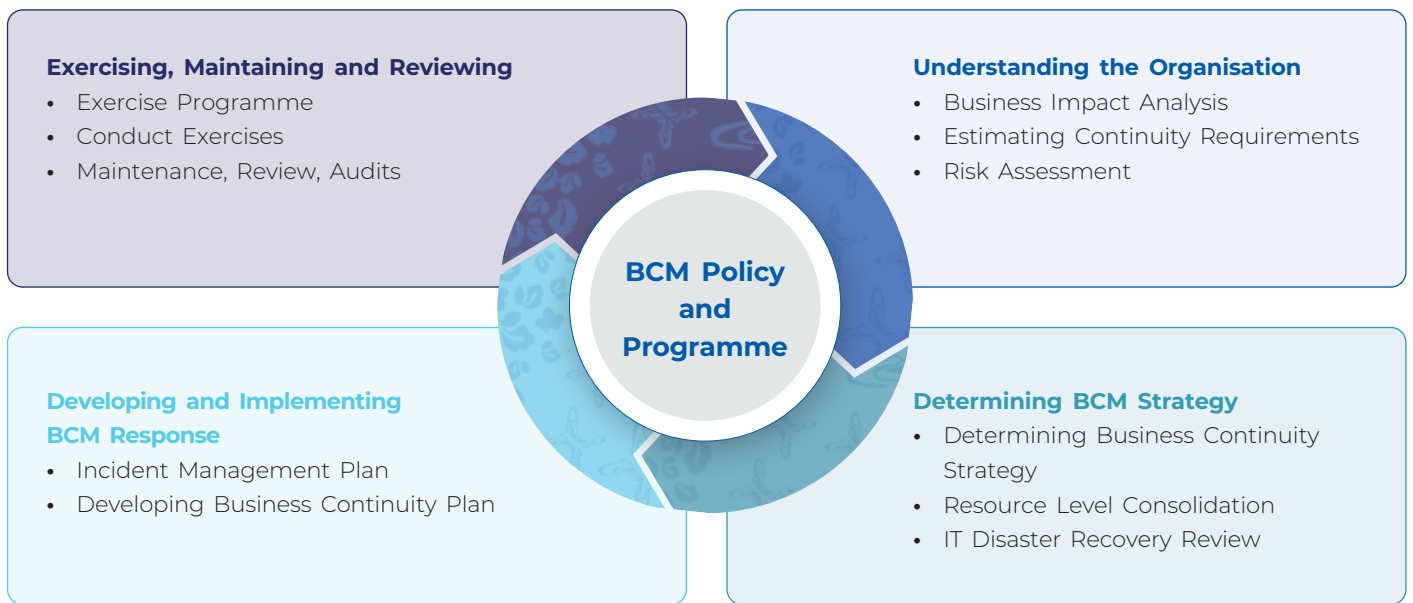 Exercising, Maintaining and Reviewing
• Exercise Programme
• Conduct Exercises
• Maintenance, Review, Audits
Understanding the Organisation
• Business Impact Analysis
• Estimating Continuity Requirements
• Risk Assessment
BCM Policy
and
Programme
Developing and Implementing
BCM Response
• Incident Management Plan
• Developing Business Continuity Plan
Determining BCM Strategy
• Determining Business Continuity
Strategy
• Resource Level Consolidation
• IT Disaster Recovery Review